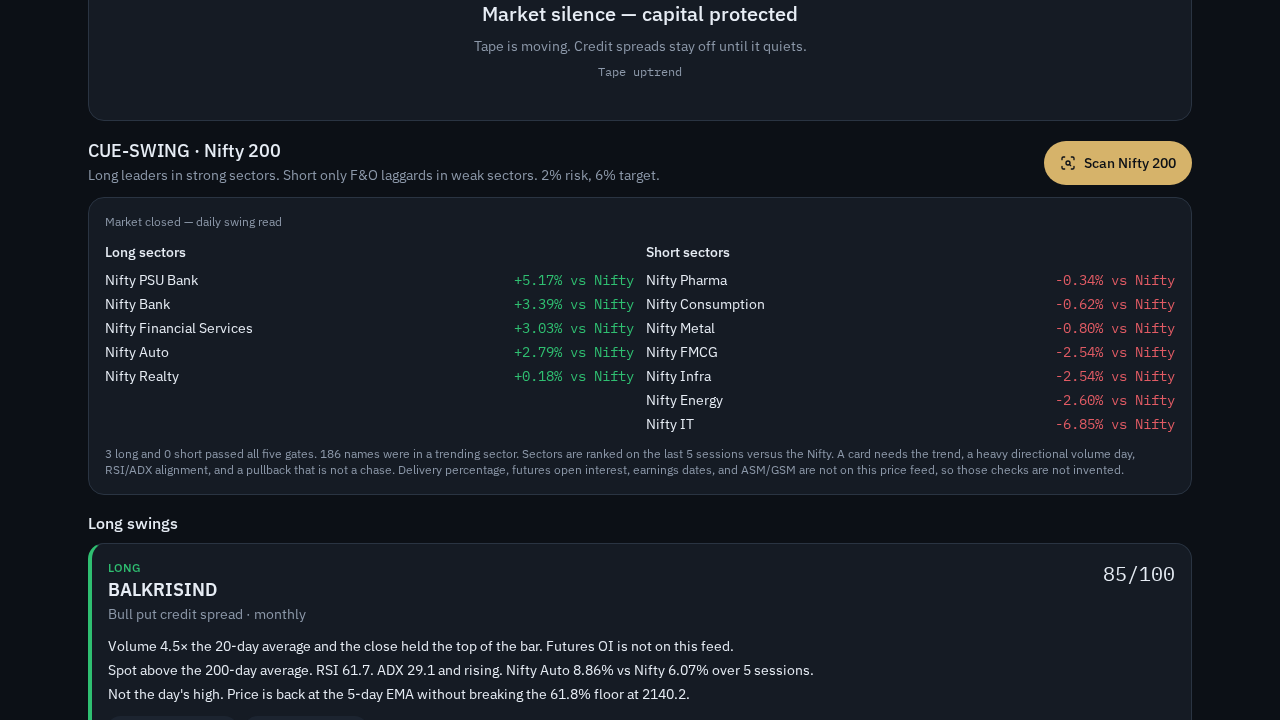 Market silence — capital protected
Tape is moving. Credit spreads stay off until it quiets.
Tape uptrend
CUE-SWING · Nifty 200
Long leaders in strong sectors. Short only F&O laggards in weak sectors. 2% risk, 6% target.
Scan Nifty 200
Market closed — daily swing read
Long sectors
Nifty PSU Bank +5.17% vs Nifty
Nifty Bank +3.39% vs Nifty
Nifty Financial Services +3.03% vs Nifty
Nifty Auto +2.79% vs Nifty
Nifty Realty +0.18% vs Nifty
Short sectors
Nifty Pharma -0.34% vs Nifty
Nifty Consumption -0.62% vs Nifty
Nifty Metal -0.80% vs Nifty
Nifty FMCG -2.54% vs Nifty
Nifty Infra -2.54% vs Nifty
Nifty Energy -2.60% vs Nifty
Nifty IT -6.85% vs Nifty
3 long and 0 short passed all five gates. 186 names were in a trending sector. Sectors are ranked on the last 5 sessions versus the Nifty. A card needs the trend, a heavy directional volume day,
RSI/ADX alignment, and a pullback that is not a chase. Delivery percentage, futures open interest, earnings dates, and ASM/GSM are not on this price feed, so those checks are not invented.
Long swings
LONG
BALKRISIND
85/100
Bull put credit spread · monthly
Volume 4.5× the 20-day average and the close held the top of the bar. Futures OI is not on this feed.
Spot above the 200-day average. RSI 61.7. ADX 29.1 and rising. Nifty Auto 8.86% vs Nifty 6.07% over 5 sessions.
Not the day's high. Price is back at the 5-day EMA without breaking the 61.8% floor at 2140.2.